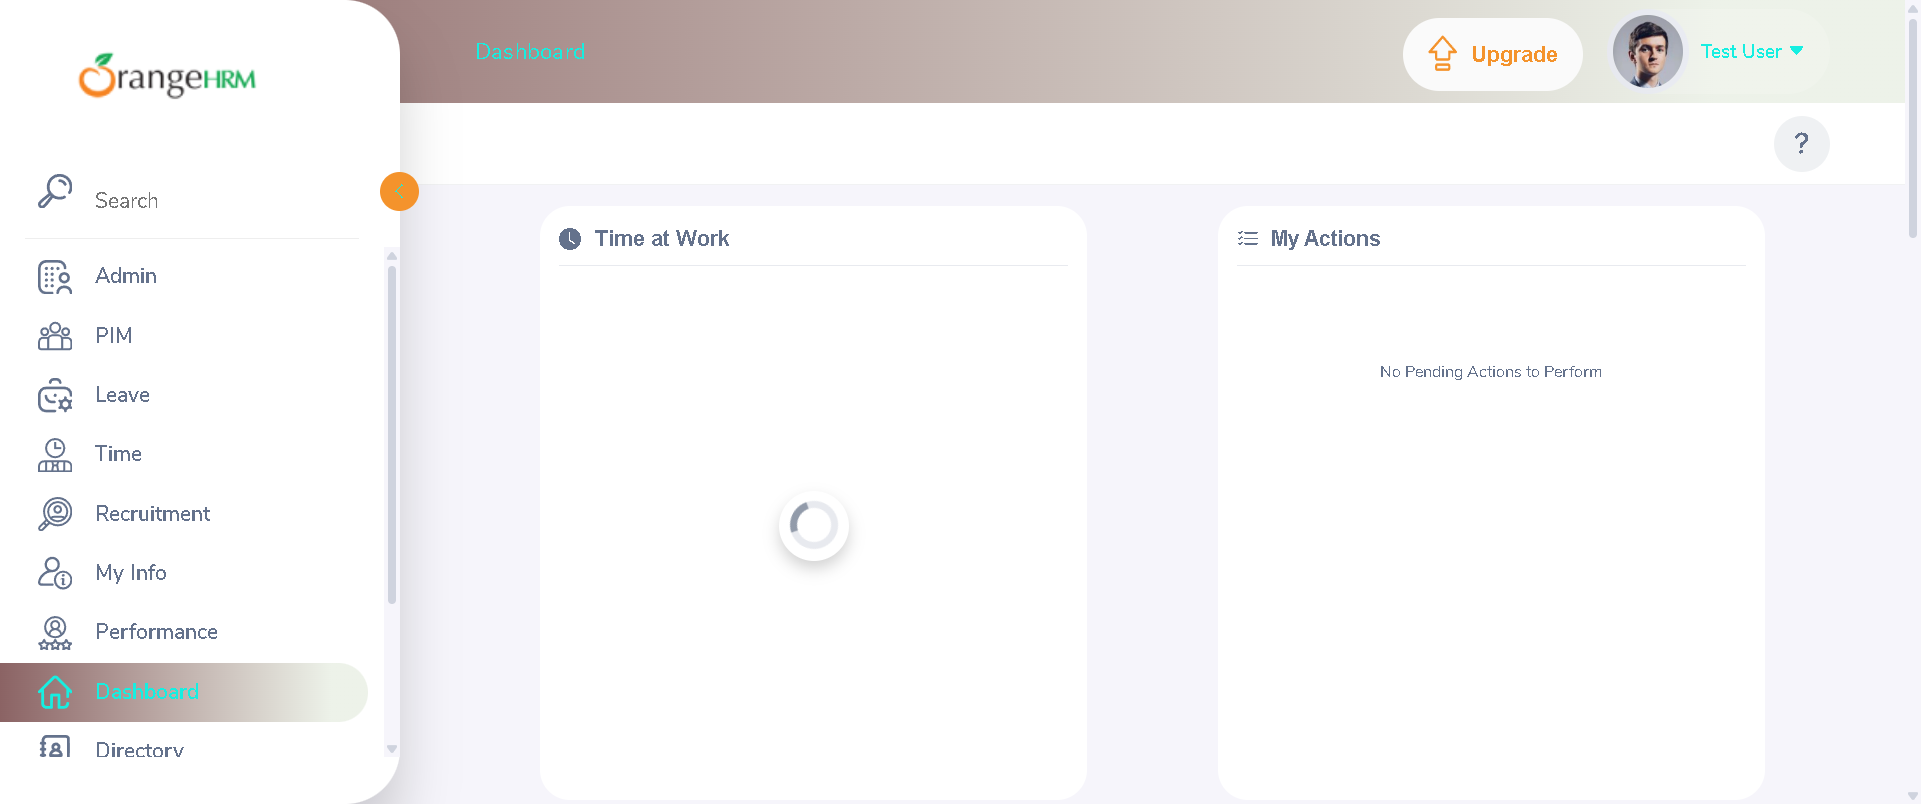 OrangeHRM
Dashboard
Upgrade
Test User
?
Search
Admin
PIM
Leave
Time
Recruitment
My Info
Performance
Dashboard
Directory
Time at Work
My Actions
No Pending Actions to Perform